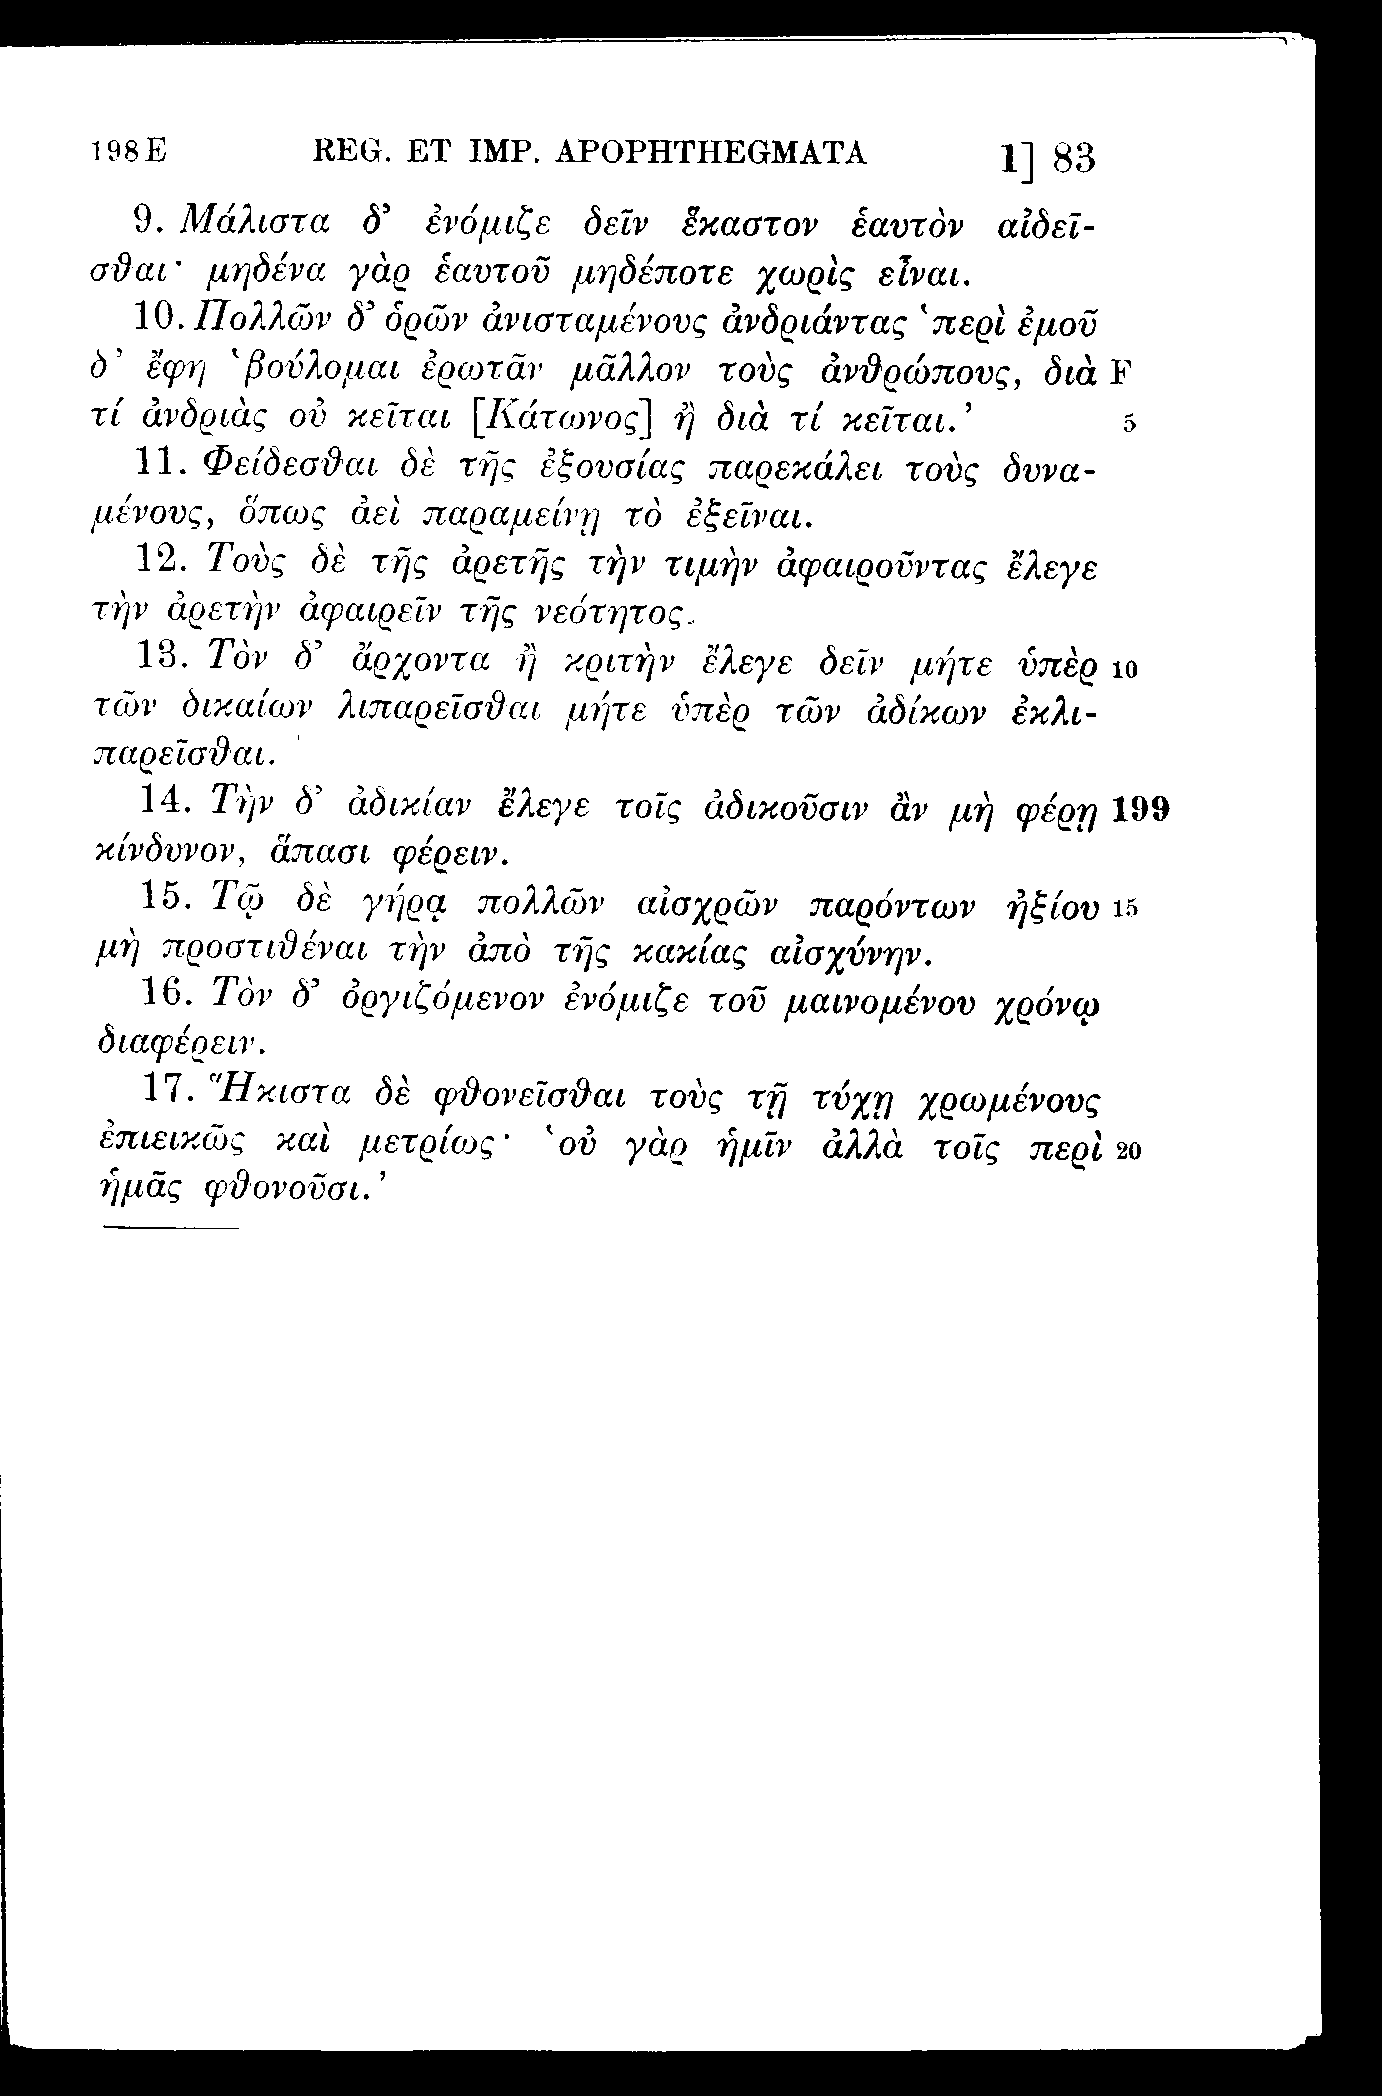 198 E REG. ET IMP. APOPHTHEGMATA 1] 83
9. Μάλιστα δ’ ἐνόμιζε δεῖν ἕκαστον ἑαυτὸν αἰδεῖ-
σθαι· μηδένα γὰρ ἑαυτοῦ μηδέποτε χωρὶς εἶναι.
10. Πολλῶν δ’ ὁρῶν ἀνισταμένους ἀνδριάντας ‘περὶ ἐμοῦ
δ’ ἔφη ‘βούλομαι ἐρωτᾶν μᾶλλον τοὺς ἀνθρώπους, διὰ F
τί ἀνδριὰς οὐ κεῖται [Κάτωνος] ἢ διὰ τί κεῖται.’ 5
11. Φείδεσθαι δὲ τῆς ἐξουσίας παρεκάλει τοὺς δυνα-
μένους, ὅπως ἀεὶ παραμείνῃ τὸ ἐξεῖναι.
12. Τοὺς δὲ τῆς ἀρετῆς τὴν τιμὴν ἀφαιροῦντας ἔλεγε
τὴν ἀρετὴν ἀφαιρεῖν τῆς νεότητος.
13. Τὸν δ’ ἄρχοντα ἢ κριτὴν ἔλεγε δεῖν μήτε ὑπὲρ 10
τῶν δικαίων λιπαρεῖσθαι μήτε ὑπὲρ τῶν ἀδίκων ἐκλι-
παρεῖσθαι.
14. Τὴν δ’ ἀδικίαν ἔλεγε τοῖς ἀδικοῦσιν ἂν μὴ φέρῃ 199
κίνδυνον, ἅπασι φέρειν.
15. Τῷ δὲ γήρᾳ πολλῶν αἰσχρῶν παρόντων ἠξίου 15
μὴ προστιθέναι τὴν ἀπὸ τῆς κακίας αἰσχύνην.
16. Τὸν δ’ ὀργιζόμενον ἐνόμιζε τοῦ μαινομένου χρόνῳ
διαφέρειν.
17. Ἥκιστα δὲ φθονεῖσθαι τοὺς τῇ τύχῃ χρωμένους
ἐπιεικῶς καὶ μετρίως· ‘οὐ γὰρ ἡμῖν ἀλλὰ τοῖς περὶ 20
ἡμᾶς φθονοῦσι.’